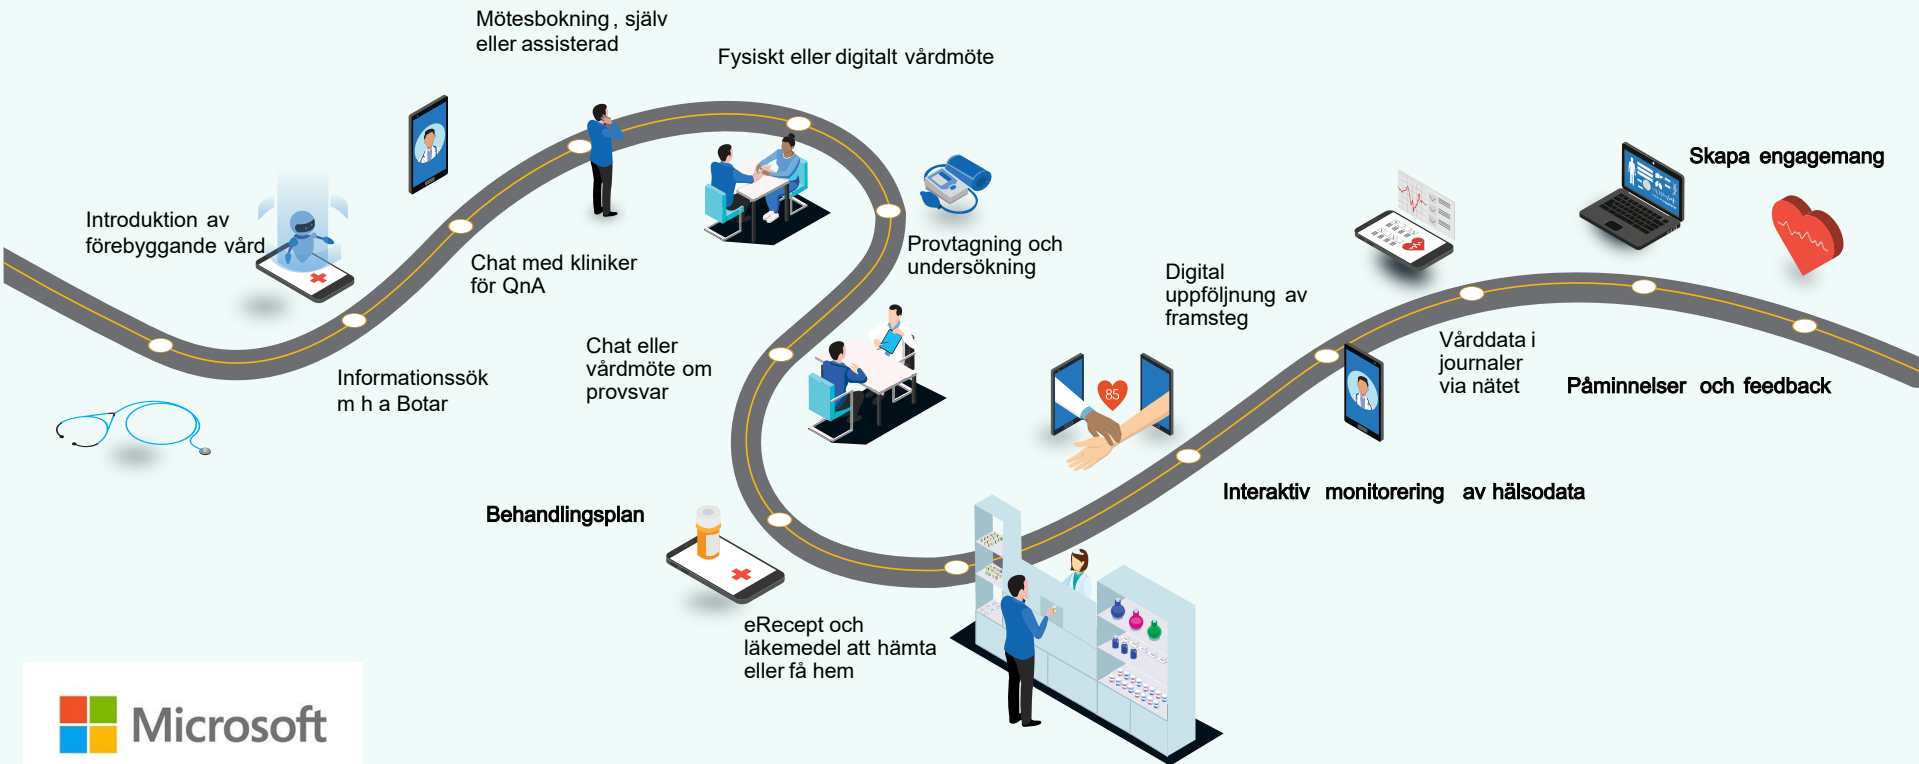 Mötesbokning, själv
eller assisterad
Fysiskt eller digitalt vårdmöte
Introduktion av
förebyggande vård
Chat med kliniker
för QnA
Informationssök
m h a Botar
Provtagning och
undersökning
Chat eller
vårdmöte om
provsvar
Behandlingsplan
eRecept och
läkemedel att hämta
eller få hem
Digital
uppföljnung av
framsteg
85
Interaktiv monitorering av hälsodata
Vårddata i
journaler
via nätet
Skapa engagemang
Påminnelser och feedback
Microsoft